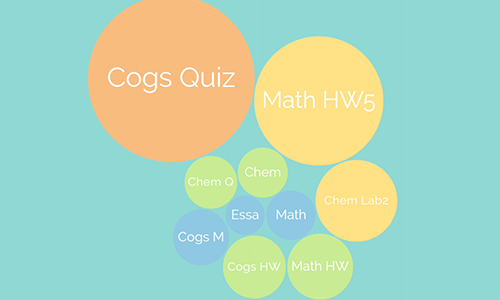 Cogs Quiz
Math HW5
Chem Q
Chem
Chem Lab2
Essa
Math
Cogs M
Cogs HW
Math HW